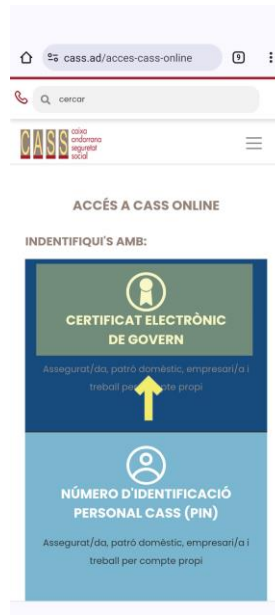 cass.ad/acces-cass-online
9
cercar
CASS
caixa
andorrana
seguretat
social
ACCÉS A CASS ONLINE
INDENTIFIQUI'S AMB:
CERTIFICAT ELECTRÒNIC
DE GOVERN
Assegurat/da, patró domèstic, empresari/a i
treball per compte propi
NÚMERO D'IDENTIFICACIÓ
PERSONAL CASS (PIN)
Assegurat/da, patró domèstic, empresari/a i
treball per compte propi